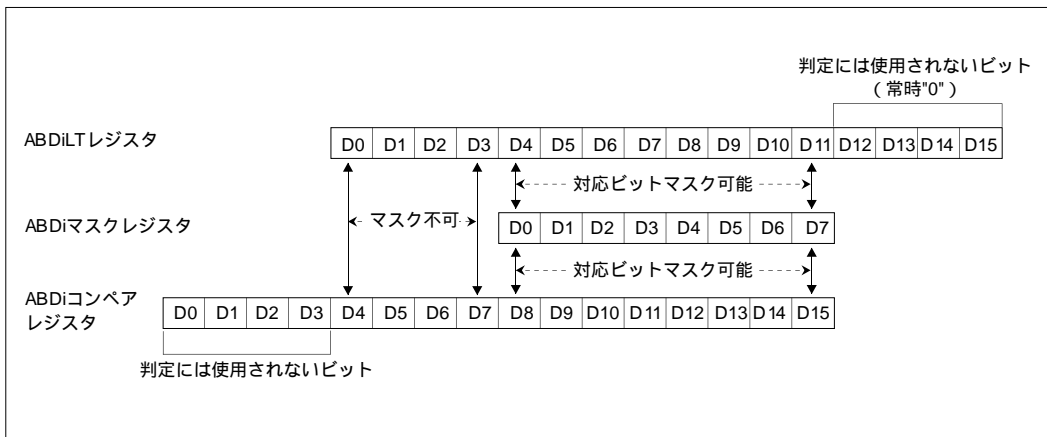 判定には使用されないビット
(常時"0")
ABDiLTレジスタ
D0 D1 D2 D3 D4 D5 D6 D7 D8 D9 D10 D11 D12 D13 D14 D15
対応ビットマスク可能
マスク不可
ABDiマスクレジスタ
D0 D1 D2 D3 D4 D5 D6 D7
対応ビットマスク可能
ABDiコンペア
レジスタ
D0 D1 D2 D3 D4 D5 D6 D7 D8 D9 D10 D11 D12 D13 D14 D15
判定には使用されないビット